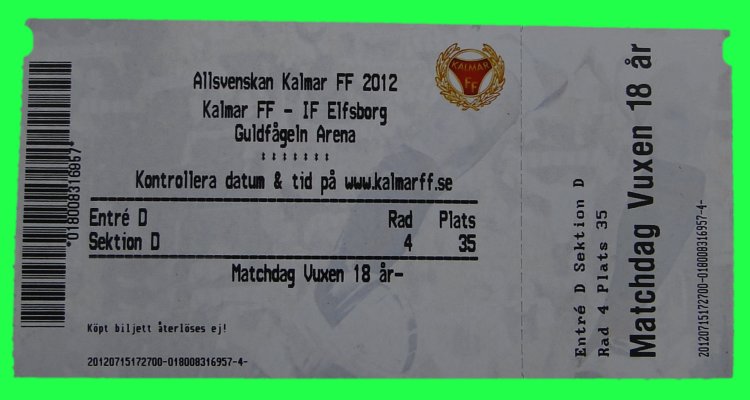 Allsvenskan Kalmar FF 2012
KALMAR
FF
Kalmar FF - IF Elfsborg
Guldfågeln Arena
*******
Kontrollera datum & tid på www.kalmarff.se
Entré D Rad Plats
Sektion D 4 35
Matchdag Vuxen 18 år-
Köpt biljett återlöses ej!
20120715172700-018008316957-4-
*018008316957*
Entré D Sektion D
Rad 4 Plats 35
Matchdag Vuxen 18 år
20120715172700-018008316957-4-